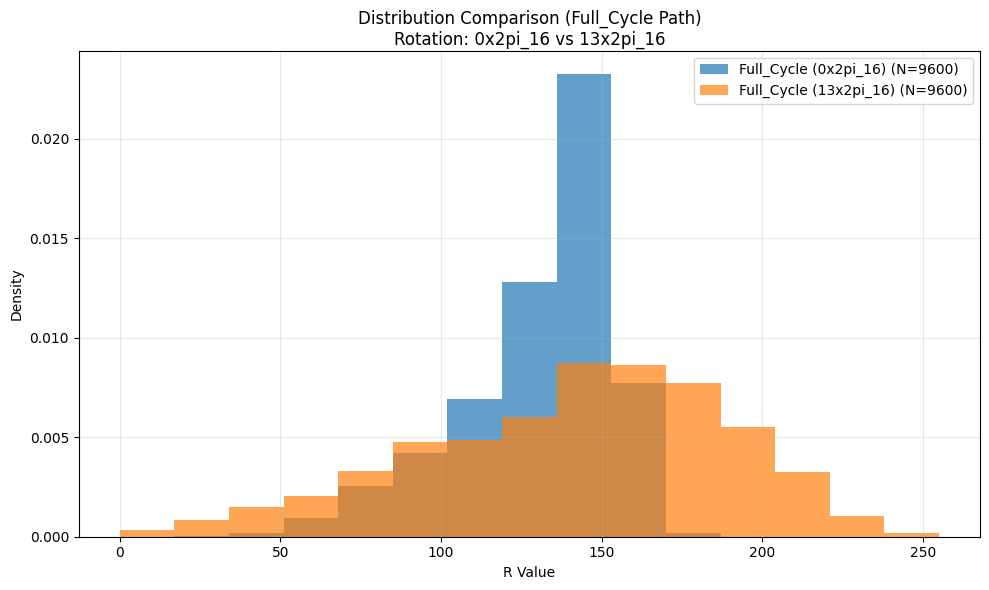 Distribution Comparison (Full_Cycle Path)
Rotation: 0x2pi_16 vs 13x2pi_16
Full_Cycle (0x2pi_16) (N=9600)
Full_Cycle (13x2pi_16) (N=9600)
0.020
0.015
0.010
0.005
0.000
Density
0 50 100 150 200 250
R Value